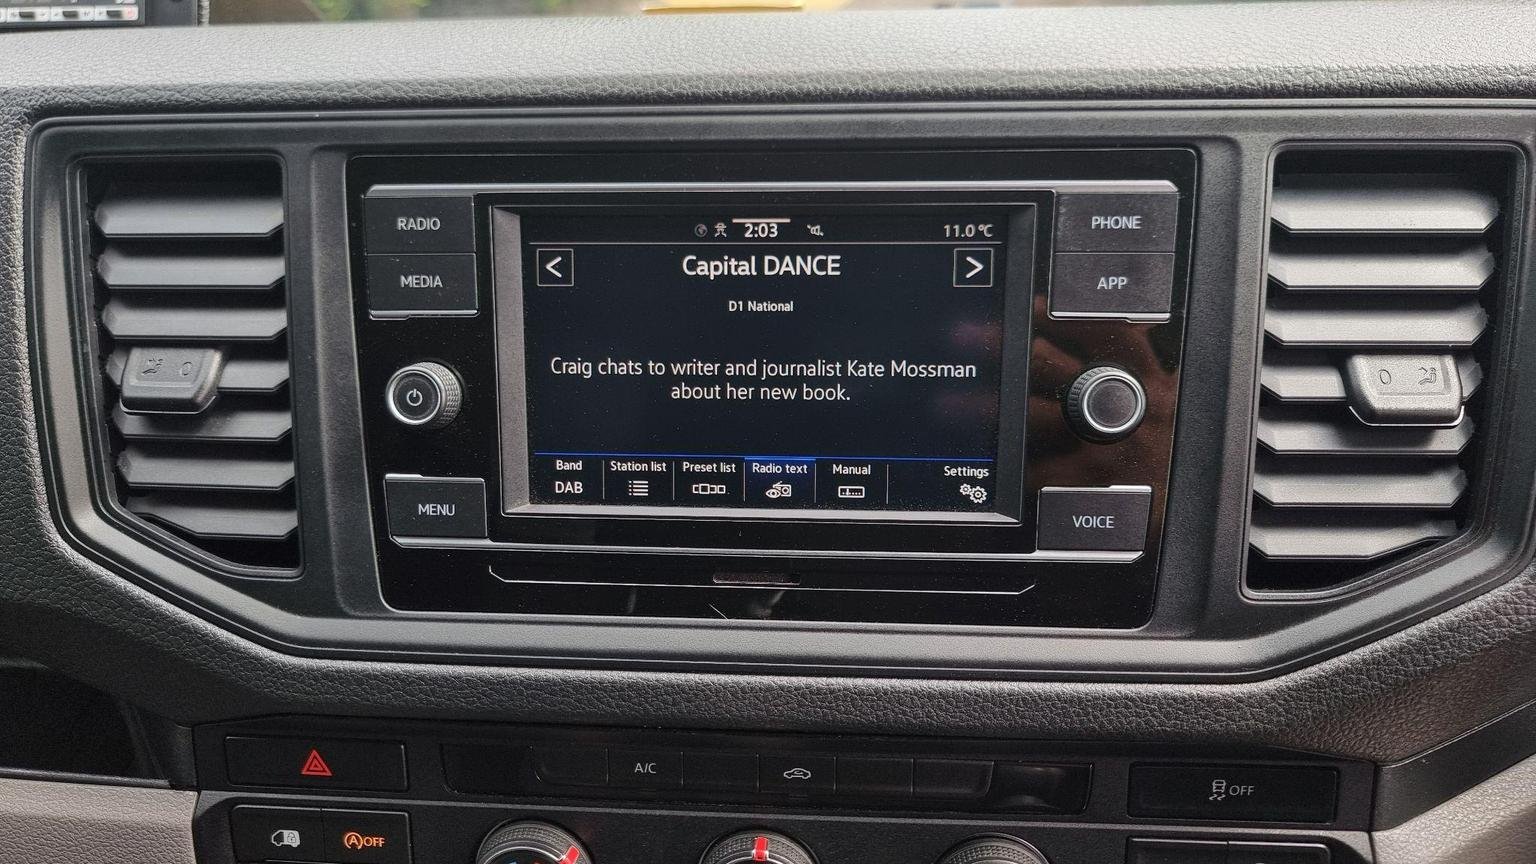 RADIO
MEDIA
MENU
2:03
11.0 °C
< Capital DANCE >
D1 National
Craig chats to writer and journalist Kate Mossman
about her new book.
Band
DAB
Station list
Preset list
Radio text
Manual
Settings
PHONE
APP
VOICE
0
0
A/C
OFF
A OFF